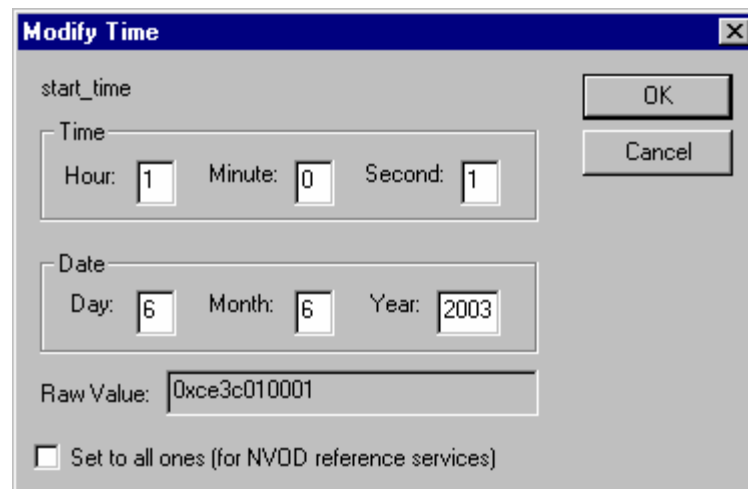 Modify Time
start_time
OK
Time
Hour: 1 Minute: 0 Second: 1
Cancel
Date
Day: 6 Month: 6 Year: 2003
Raw Value: 0xce3c010001
Set to all ones (for NVOD reference services)